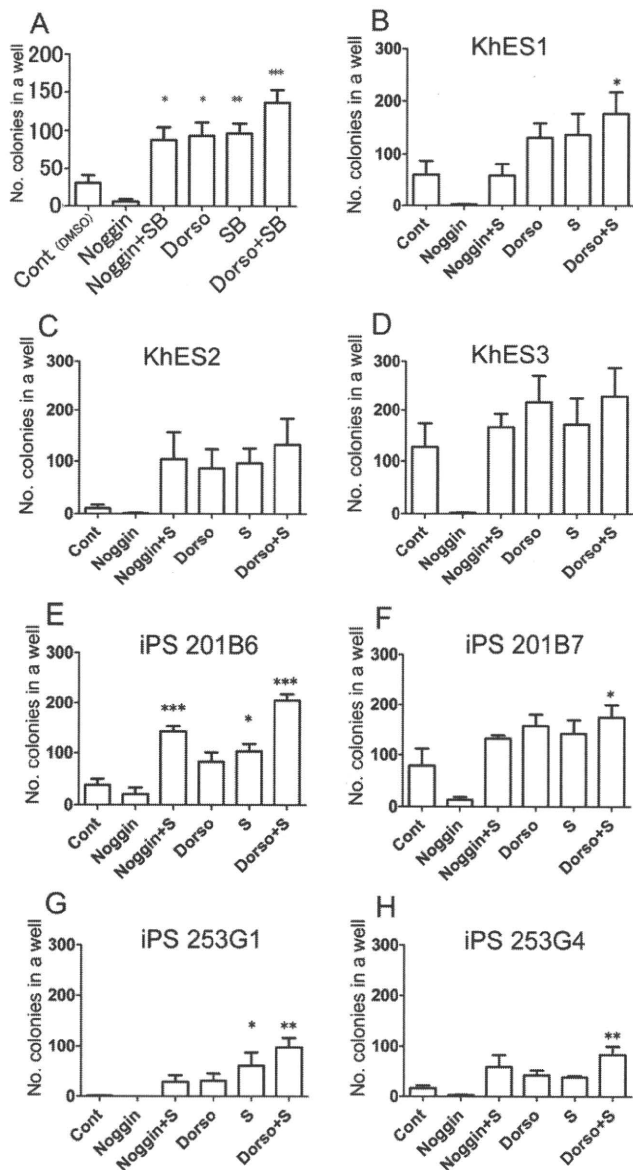 A
No. colonies in a well
200
150
100
50
0
* * ** ***
Cont (DMSO)
Noggin
Noggin+SB
Dorso
SB
Dorso+SB
B
KhES1
No. colonies in a well
300
200
100
0
*
Cont
Noggin
Noggin+S
Dorso
S
Dorso+S
C
KhES2
No. colonies in a well
300
200
100
0
Cont
Noggin
Noggin+S
Dorso
S
Dorso+S
D
KhES3
No. colonies in a well
300
200
100
0
Cont
Noggin
Noggin+S
Dorso
S
Dorso+S
E
iPS 201B6
No. colonies in a well
300
200
100
0
*** * ***
Cont
Noggin
Noggin+S
Dorso
S
Dorso+S
F
iPS 201B7
No. colonies in a well
300
200
100
0
*
Cont
Noggin
Noggin+S
Dorso
S
Dorso+S
G
iPS 253G1
No. colonies in a well
300
200
100
0
* **
Cont
Noggin
Noggin+S
Dorso
S
Dorso+S
H
iPS 253G4
No. colonies in a well
300
200
100
0
**
Cont
Noggin
Noggin+S
Dorso
S
Dorso+S